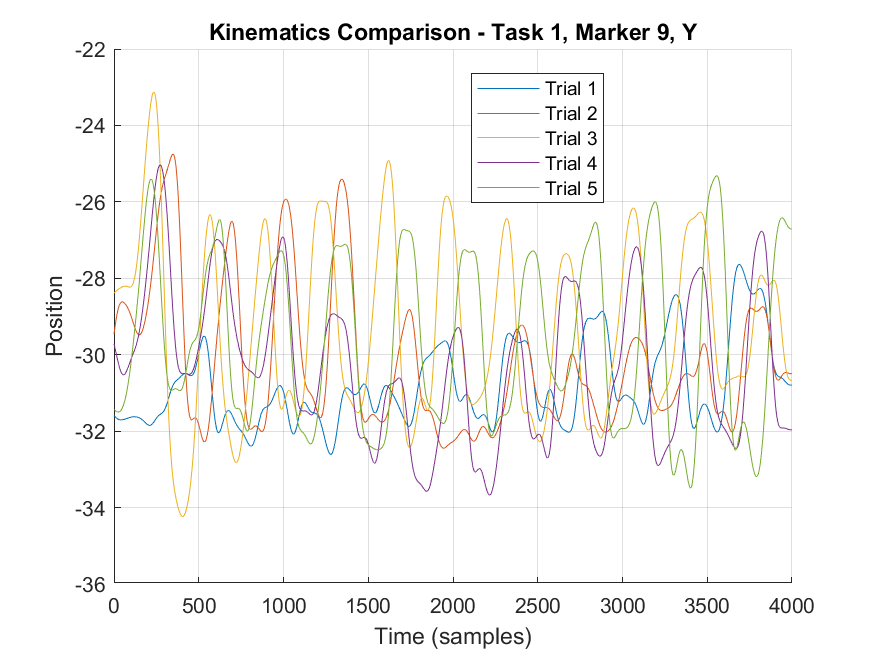 Kinematics Comparison - Task 1, Marker 9, Y
-22
-24
-26
-28
-30
-32
-34
-36
Position
Trial 1
Trial 2
Trial 3
Trial 4
Trial 5
0 500 1000 1500 2000 2500 3000 3500 4000
Time (samples)